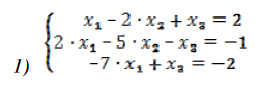 x₁ − 2 · x₂ + x₃ = 2
2 · x₁ − 5 · x₂ − x₃ = −1
−7 · x₁ + x₃ = −2
1)